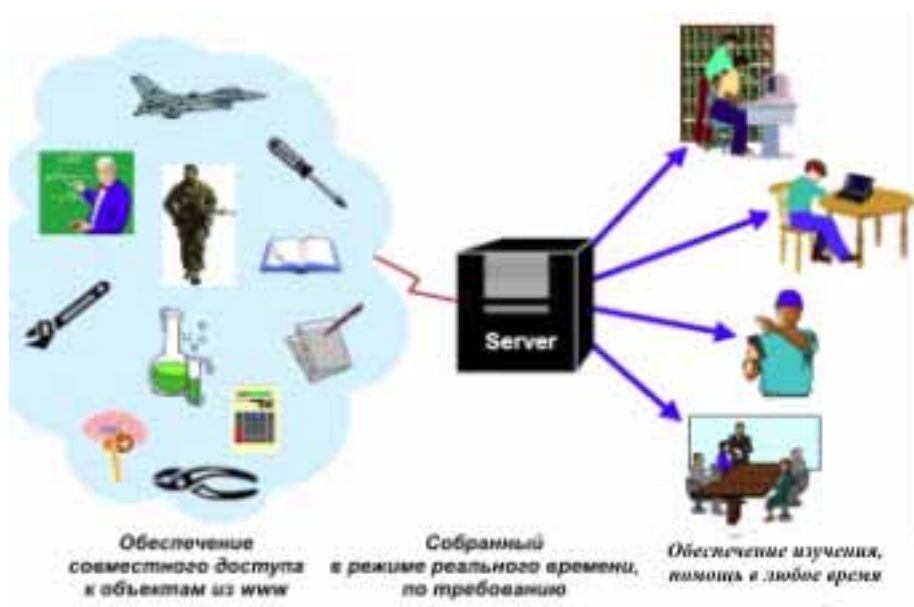 Server
Обеспечение
совместного доступа
к объектам из www
Собранный
в режиме реального времени,
по требованию
Обеспечение изучения,
помощь в любое время